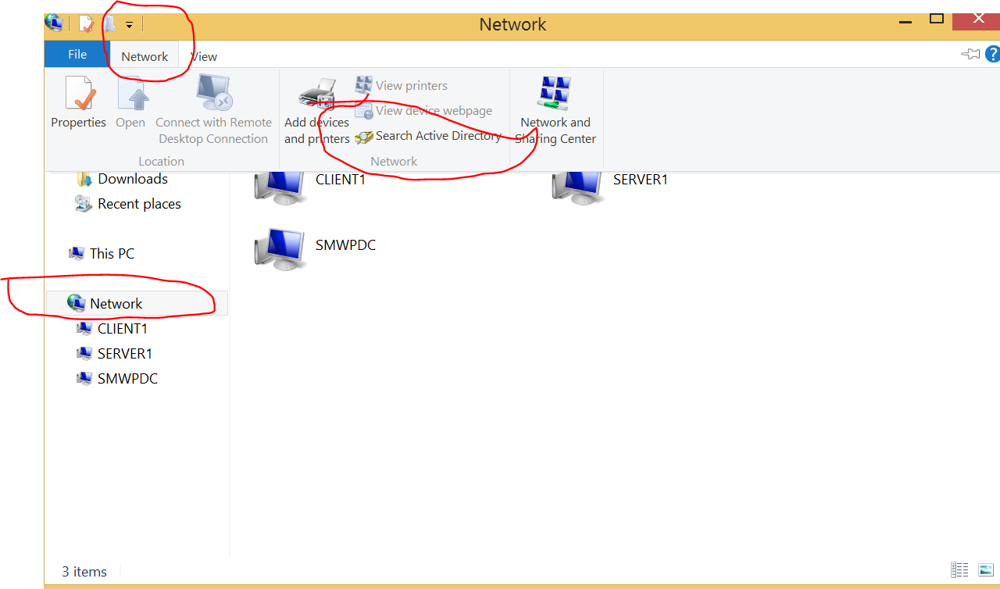 Network
File
Network
View
?
Properties
Open
Connect with Remote
Desktop Connection
Location
Add devices
and printers
View printers
View device webpage
Search Active Directory
Network
Network and
Sharing Center
Downloads
Recent places
This PC
Network
CLIENT1
SERVER1
SMWPDC
CLIENT1
SERVER1
SMWPDC
3 items